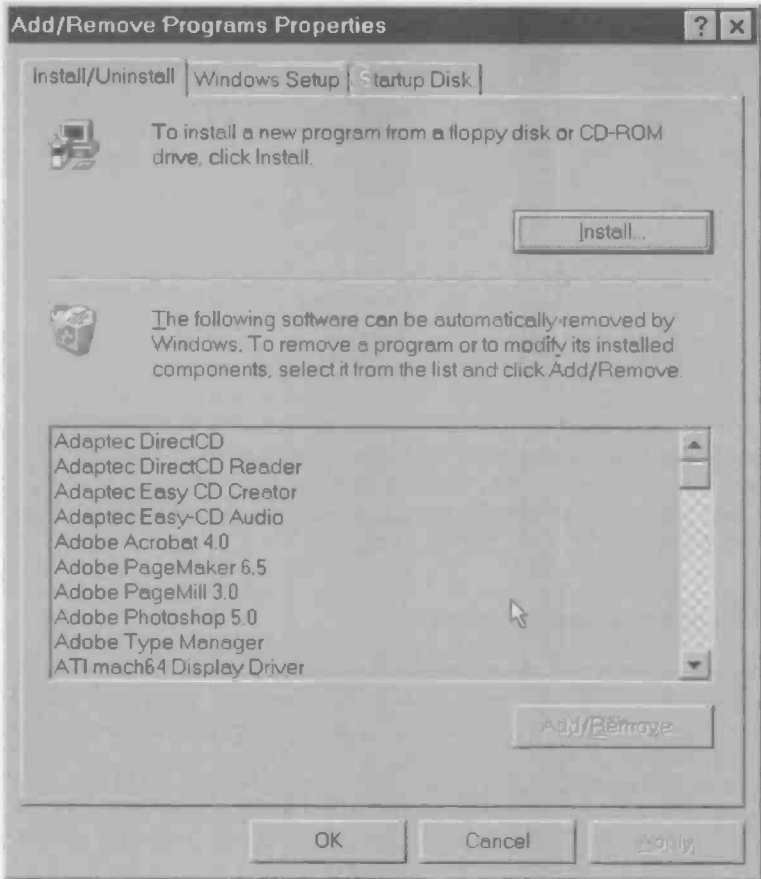 Add/Remove Programs Properties
? ×
Install/Uninstall Windows Setup Startup Disk
To install a new program from a floppy disk or CD-ROM
drive, click Install.
Install...
The following software can be automatically removed by
Windows. To remove a program or to modify its installed
components, select it from the list and click Add/Remove.
Adaptec DirectCD
Adaptec DirectCD Reader
Adaptec Easy CD Creator
Adaptec Easy-CD Audio
Adobe Acrobat 4.0
Adobe PageMaker 6.5
Adobe PageMill 3.0
Adobe Photoshop 5.0
Adobe Type Manager
ATI mach64 Display Driver
Add/Remove...
OK Cancel Apply